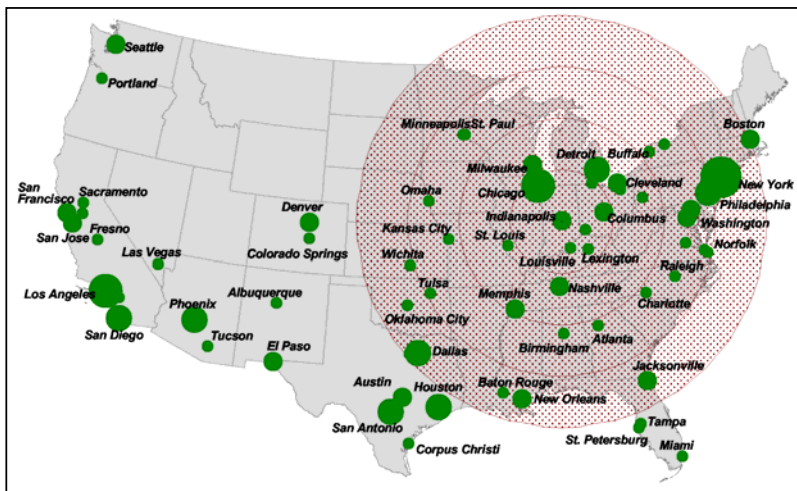 Seattle
Portland
Minneapolis
St. Paul
Boston
Buffalo
Detroit
Milwaukee
Cleveland
New York
Chicago
Philadelphia
Sacramento
San
Francisco
Omaha
Denver
Indianapolis
Columbus
Washington
Fresno
San Jose
Kansas City
St. Louis
Norfolk
Las Vegas
Colorado Springs
Wichita
Louisville
Lexington
Raleigh
Los Angeles
Albuquerque
Tulsa
Nashville
Memphis
Charlotte
Phoenix
San Diego
Oklahoma City
Tucson
Birmingham
Atlanta
El Paso
Dallas
Jacksonville
Austin
Houston
Baton Rouge
New Orleans
San Antonio
Tampa
St. Petersburg
Miami
Corpus Christi